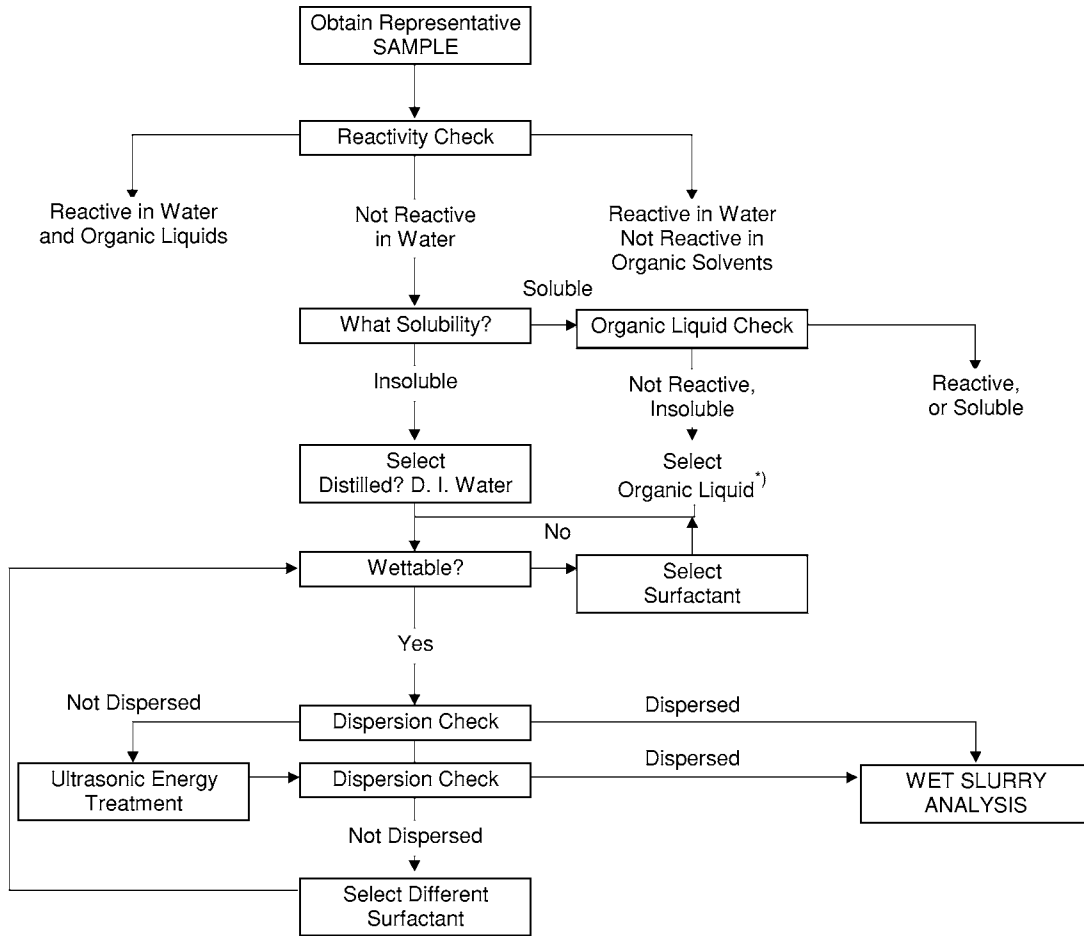 Obtain Representative
SAMPLE
Reactivity Check
Reactive in Water
and Organic Liquids
Not Reactive
in Water
Reactive in Water
Not Reactive in
Organic Solvents
Soluble
What Solubility?
Organic Liquid Check
Insoluble
Not Reactive,
Insoluble
Reactive,
or Soluble
Select
Distilled? D. I. Water
Select
Organic Liquid*)
No
Wettable?
Select
Surfactant
Yes
Not Dispersed
Dispersion Check
Dispersed
Ultrasonic Energy
Treatment
Dispersion Check
Dispersed
WET SLURRY
ANALYSIS
Not Dispersed
Select Different
Surfactant